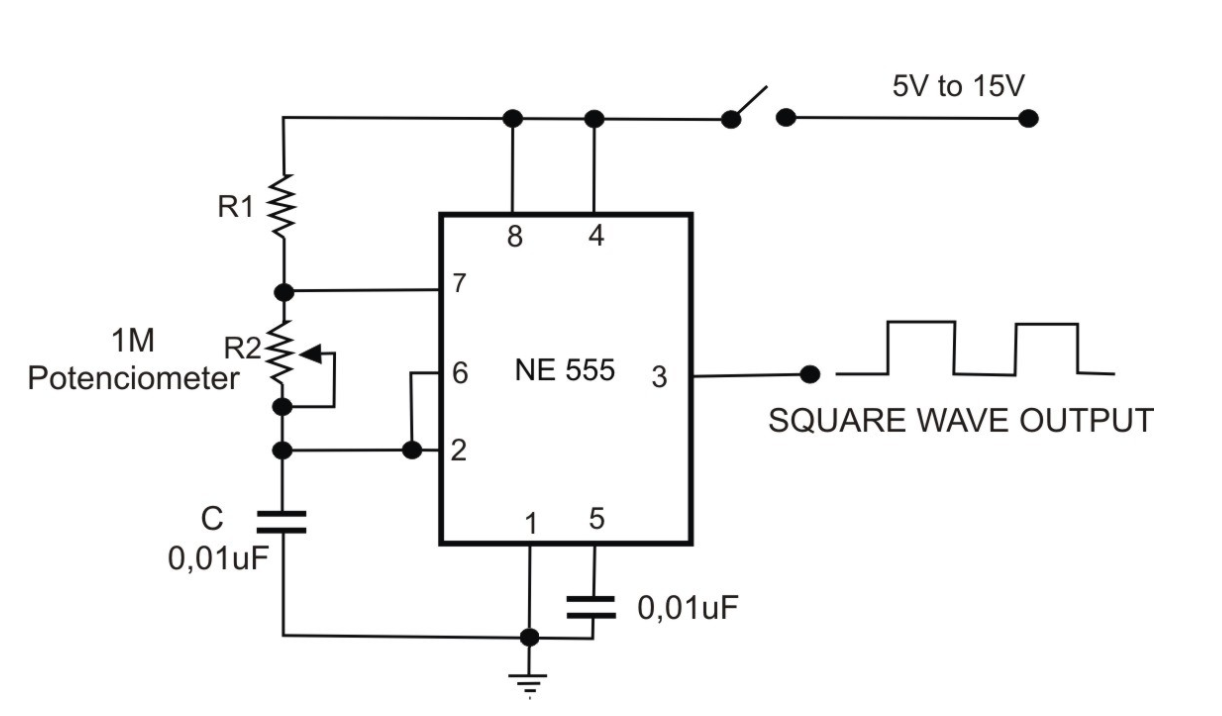 5V to 15V
R1
8
4
7
1M
Potenciometer
R2
6
NE 555
3
SQUARE WAVE OUTPUT
2
C
0,01uF
1
5
0,01uF